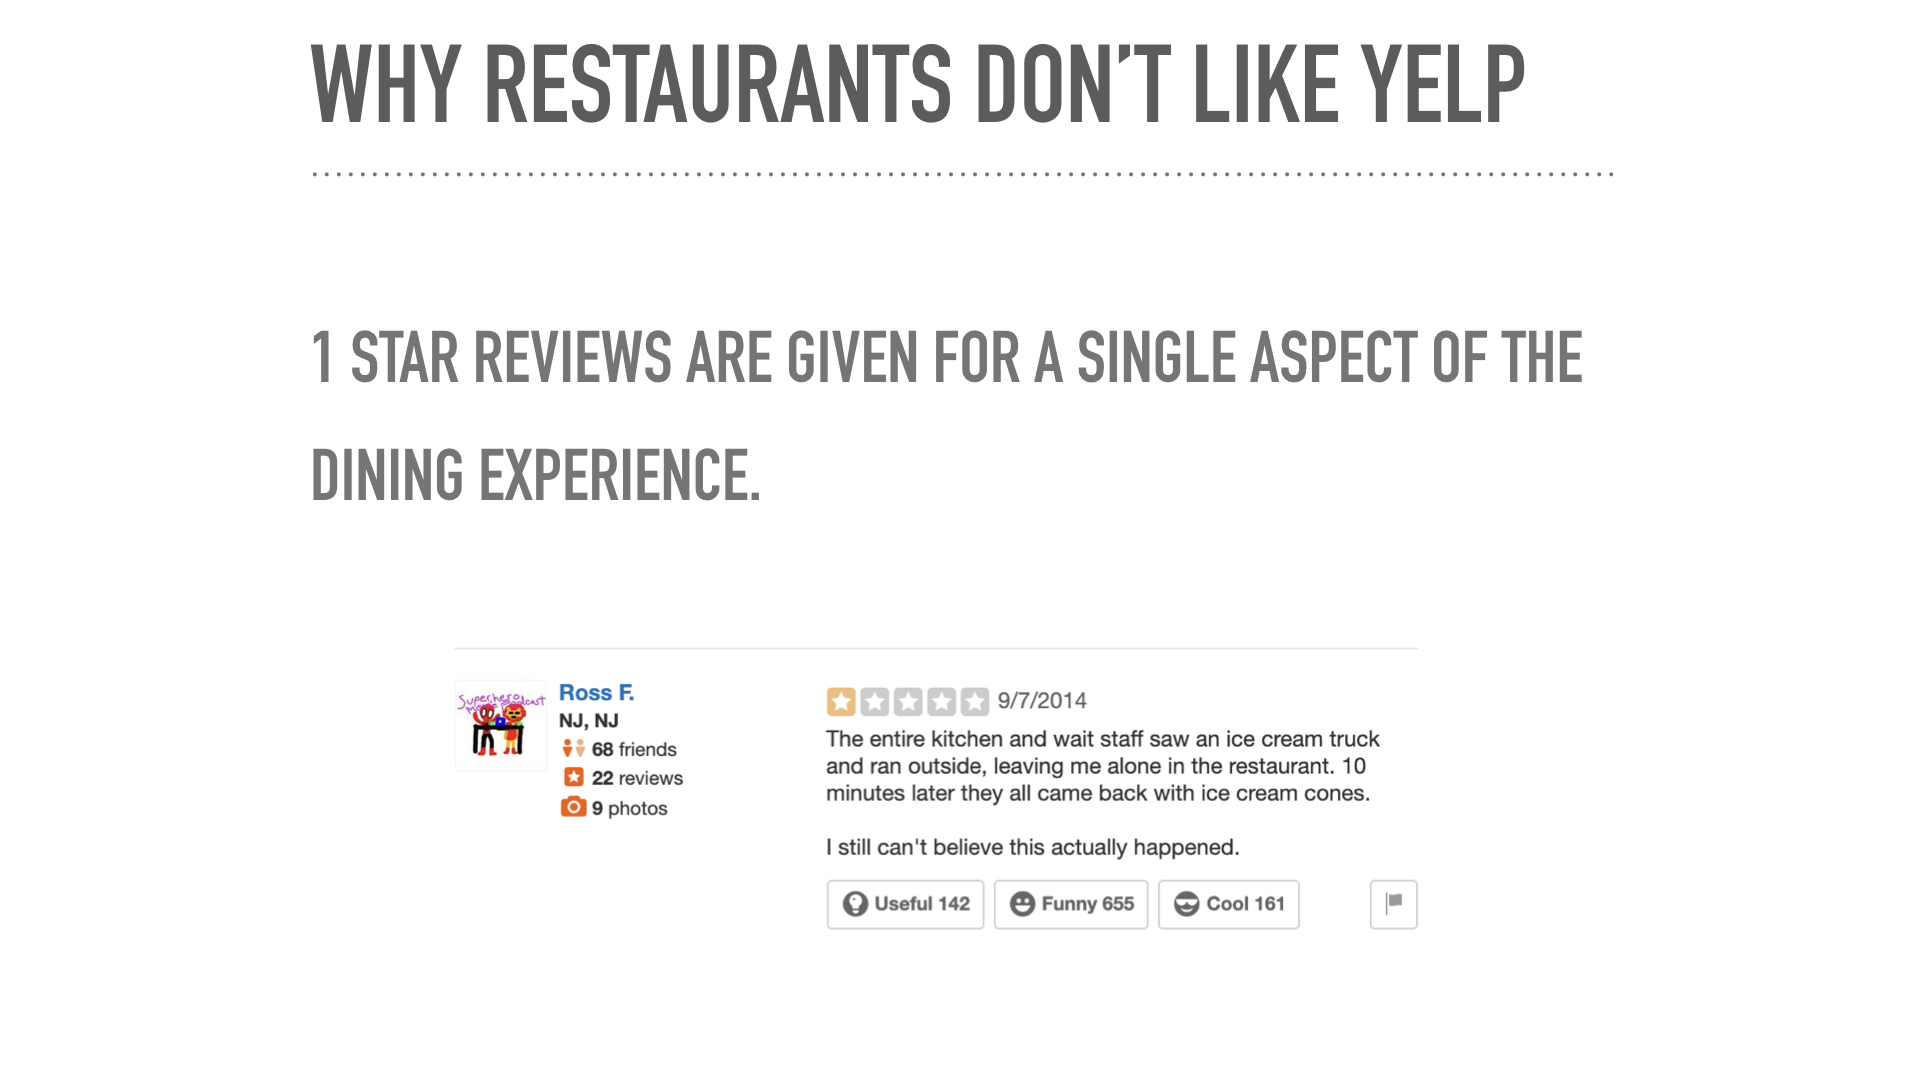 WHY RESTAURANTS DON’T LIKE YELP
1 STAR REVIEWS ARE GIVEN FOR A SINGLE ASPECT OF THE
DINING EXPERIENCE.
Superhero
Movie Podcast
Ross F.
NJ, NJ
68 friends
22 reviews
9 photos
9/7/2014
The entire kitchen and wait staff saw an ice cream truck
and ran outside, leaving me alone in the restaurant. 10
minutes later they all came back with ice cream cones.
I still can't believe this actually happened.
Useful 142
Funny 655
Cool 161